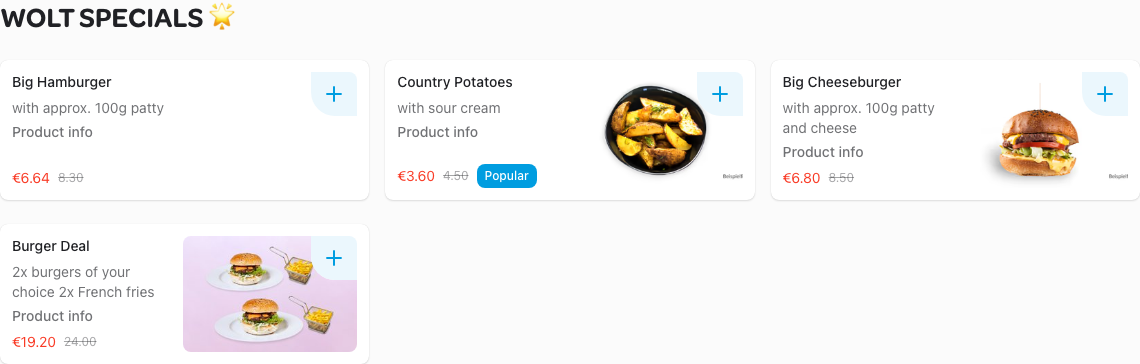 WOLT SPECIALS 🌟
Big Hamburger
with approx. 100g patty
Product info
€6.64 8.30
Country Potatoes
with sour cream
Product info
€3.60 4.50 Popular
Beispiel!
Big Cheeseburger
with approx. 100g patty
and cheese
Product info
€6.80 8.50
Beispiel!
Burger Deal
2x burgers of your
choice 2x French fries
Product info
€19.20 24.00